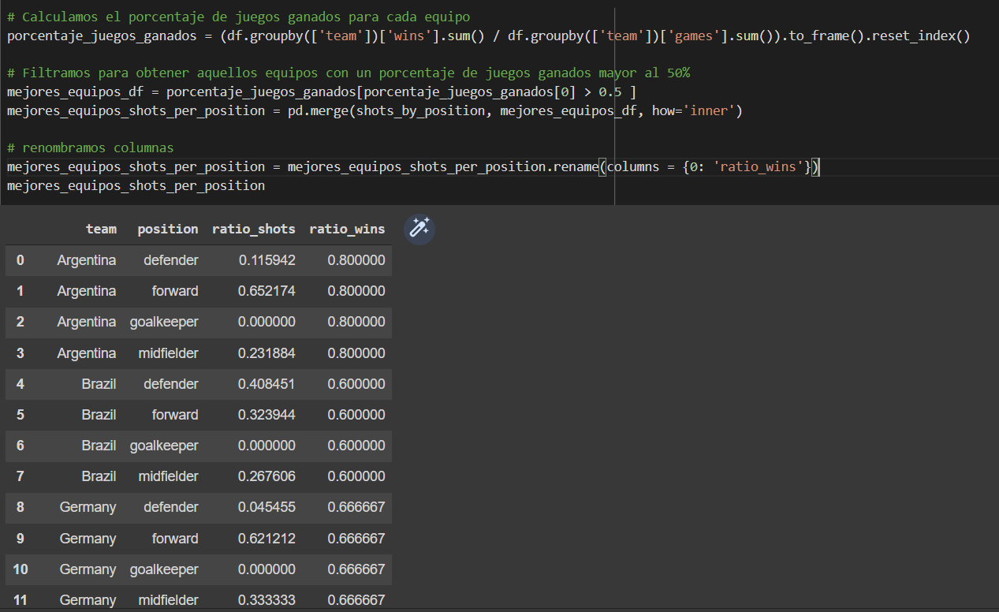 # Calculamos el porcentaje de juegos ganados para cada equipo
porcentaje_juegos_ganados = (df.groupby(['team'])['wins'].sum() / df.groupby(['team'])['games'].sum()).to_frame().reset_index()
# Filtramos para obtener aquellos equipos con un porcentaje de juegos ganados mayor al 50%
mejores_equipos_df = porcentaje_juegos_ganados[porcentaje_juegos_ganados[0] > 0.5 ]
mejores_equipos_shots_per_position = pd.merge(shots_by_position, mejores_equipos_df, how='inner')
# renombramos columnas
mejores_equipos_shots_per_position = mejores_equipos_shots_per_position.rename(columns = {0: 'ratio_wins'})
mejores_equipos_shots_per_position
team position ratio_shots ratio_wins
0 Argentina defender 0.115942 0.800000
1 Argentina forward 0.652174 0.800000
2 Argentina goalkeeper 0.000000 0.800000
3 Argentina midfielder 0.231884 0.800000
4 Brazil defender 0.408451 0.600000
5 Brazil forward 0.323944 0.600000
6 Brazil goalkeeper 0.000000 0.600000
7 Brazil midfielder 0.267606 0.600000
8 Germany defender 0.045455 0.666667
9 Germany forward 0.621212 0.666667
10 Germany goalkeeper 0.000000 0.666667
11 Germany midfielder 0.333333 0.666667